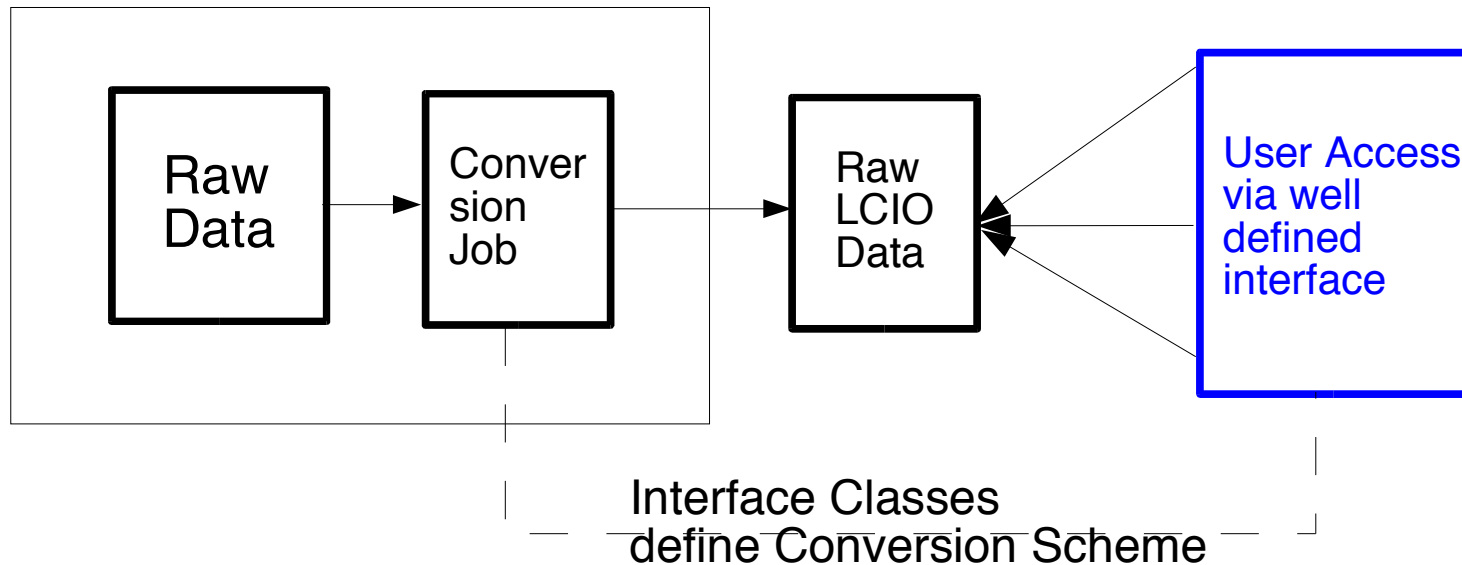 Raw
Data
Conver
sion
Job
Raw
LCIO
Data
User Access
via well
defined
interface
Interface Classes
define Conversion Scheme